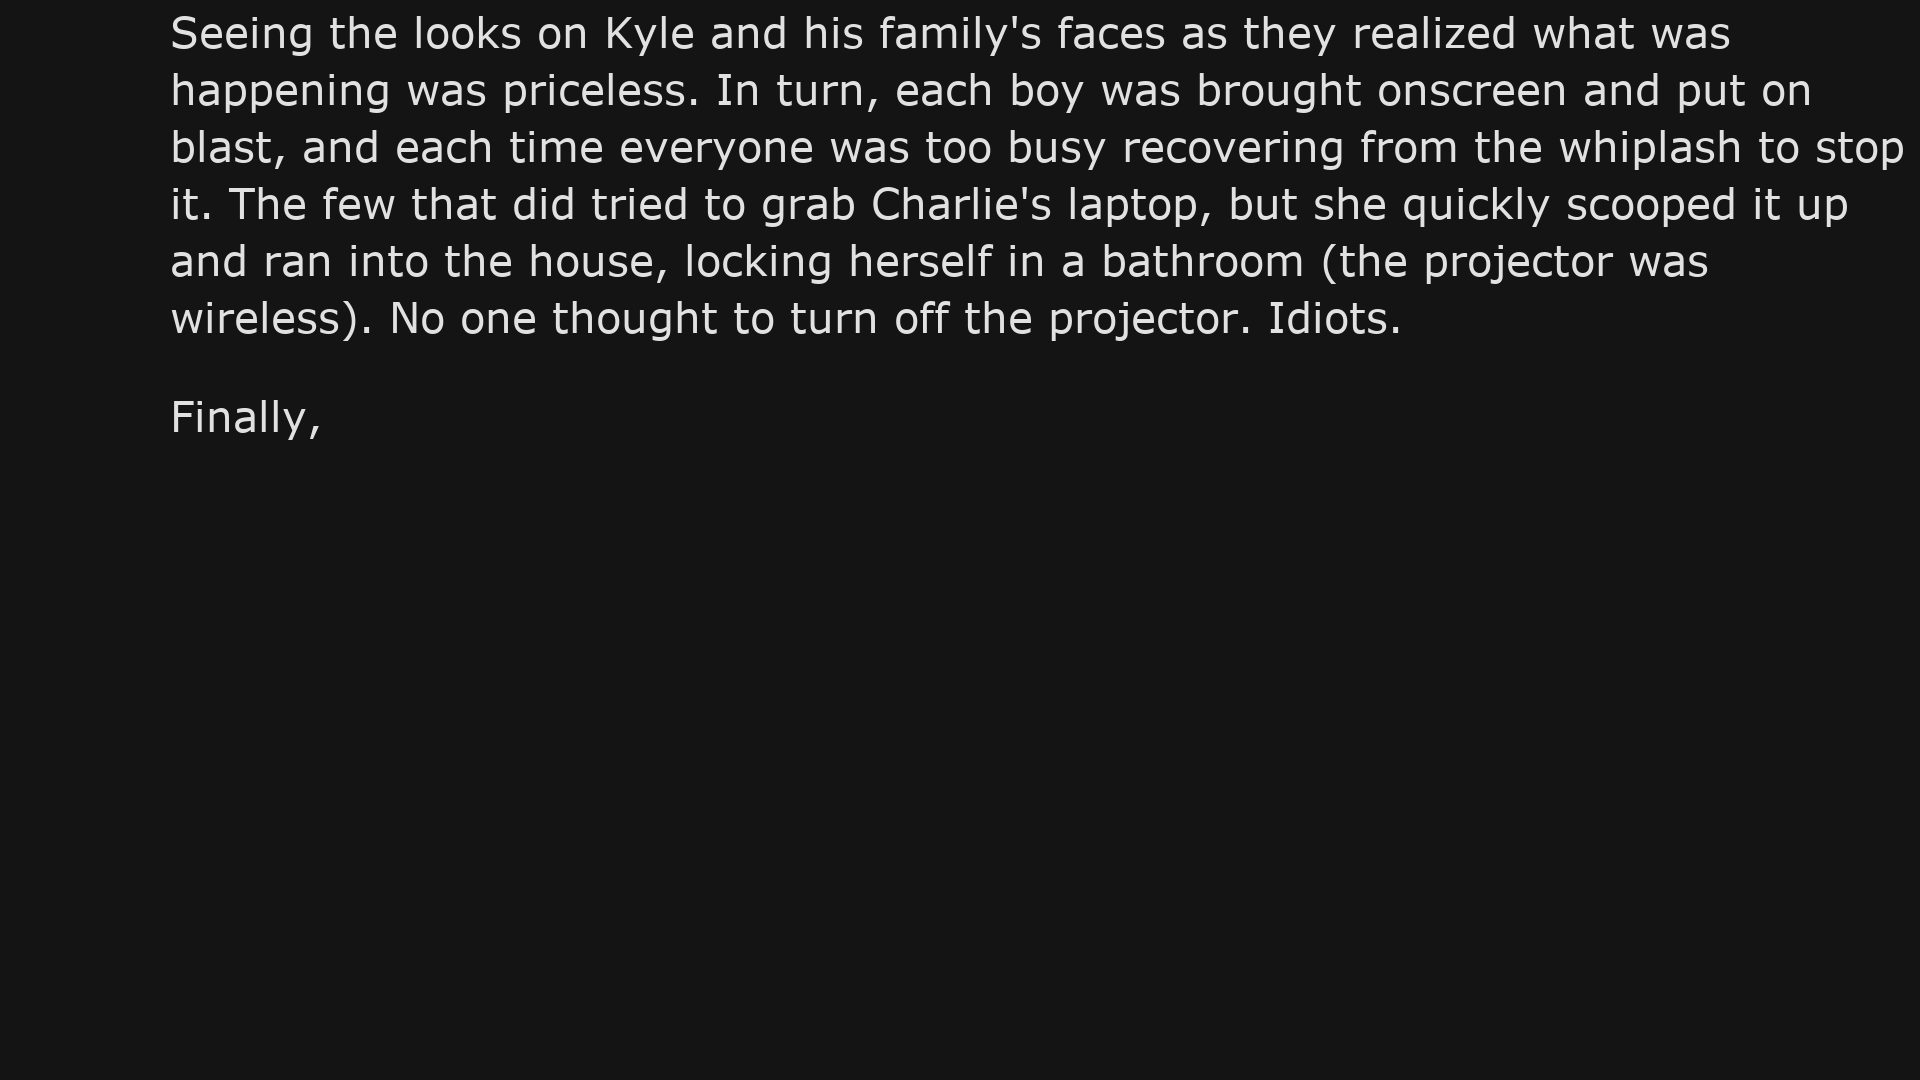 Seeing the looks on Kyle and his family's faces as they realized what was
happening was priceless. In turn, each boy was brought onscreen and put on
blast, and each time everyone was too busy recovering from the whiplash to stop
it. The few that did tried to grab Charlie's laptop, but she quickly scooped it up
and ran into the house, locking herself in a bathroom (the projector was
wireless). No one thought to turn off the projector. Idiots.
Finally,